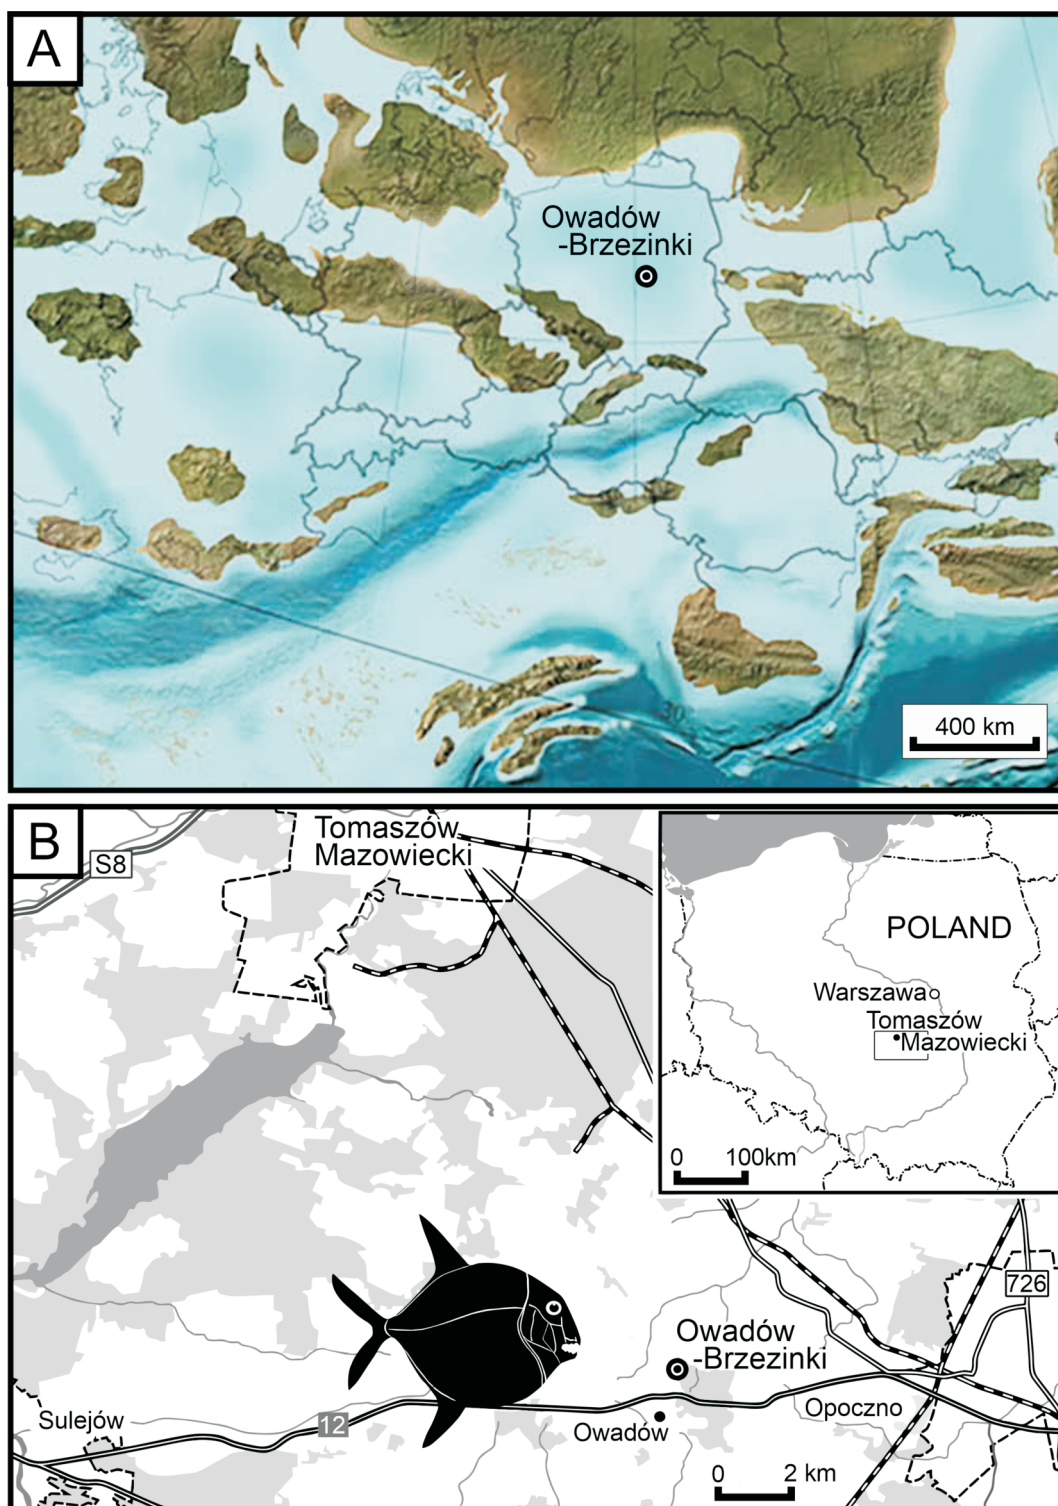 A
Owadów
-Brzezinki
30
400 km
B
S8
Tomaszów
Mazowiecki
POLAND
Warszawa
Tomaszów
Mazowiecki
0 100km
726
Owadów
-Brzezinki
Sulejów
12
Owadów
Opoczno
0 2 km